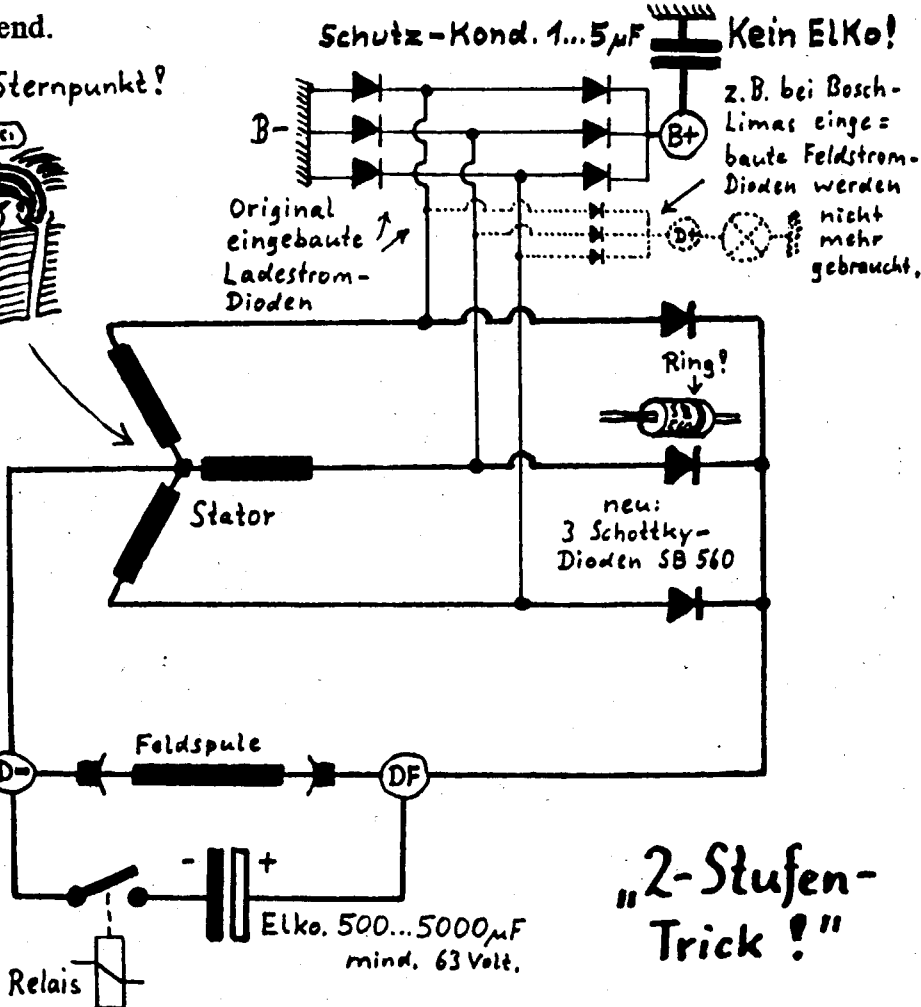 end.
Sternpunkt!
Schutz-Kond. 1...5µF
Kein ElKo!
B-
B+
z.B. bei Bosch-
Limas einge=
baute Feldstrom-
Dioden werden
nicht
mehr
gebraucht.
D+
Original
eingebaute
Ladestrom-
Dioden
Ring!
SB
560
Stator
neu:
3 Schottky-
Dioden SB 560
Feldspule
D-
DF
- +
Elko. 500...5000µF
mind. 63 Volt.
Relais
„2-Stufen-
Trick!"